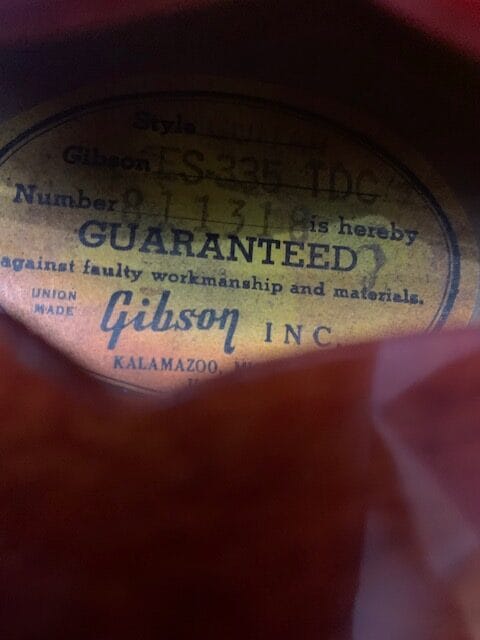 Style
Gibson ES-335 TDC
Number 811318 is hereby
GUARANTEED
against faulty workmanship and materials.
UNION
MADE
Gibson INC.
KALAMAZOO,